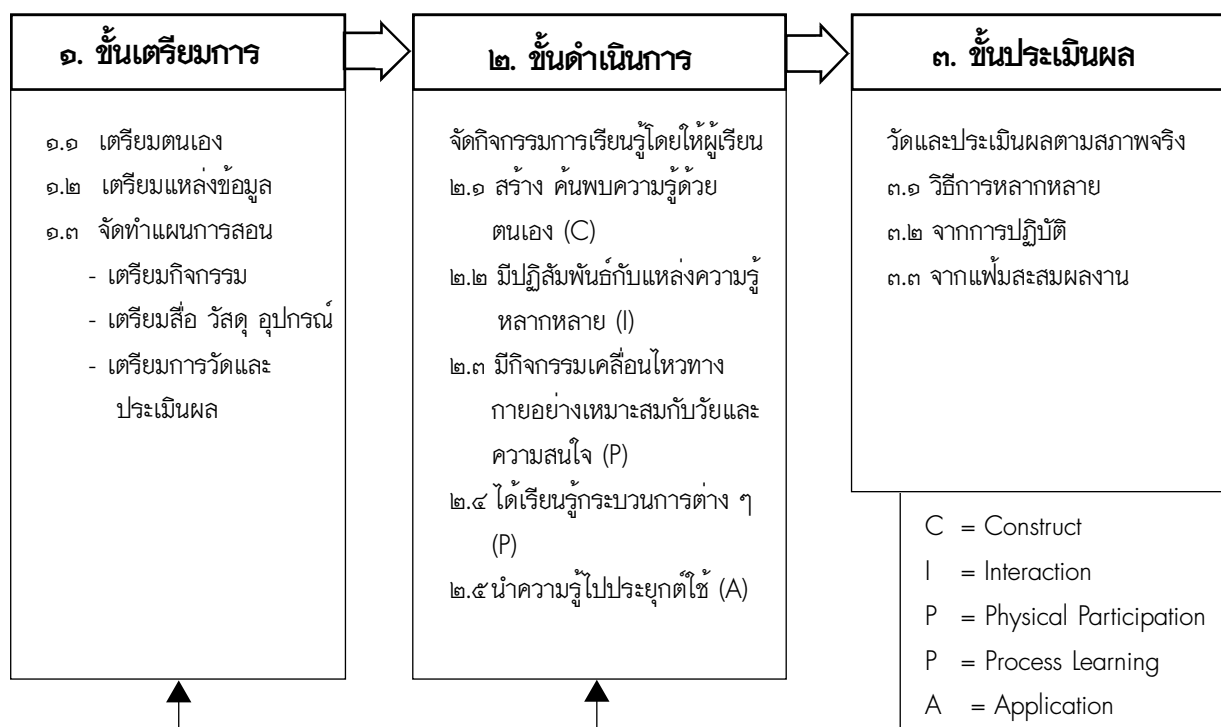 ๑. ขั้นเตรียมการ
๑.๑ เตรียมตนเอง
๑.๒ เตรียมแหล่งข้อมูล
๑.๓ จัดทำแผนการสอน
- เตรียมกิจกรรม
- เตรียมสื่อ วัสดุ อุปกรณ์
- เตรียมการวัดและ
ประเมินผล
๒. ขั้นดำเนินการ
จัดกิจกรรมการเรียนรู้โดยให้ผู้เรียน
๒.๑ สร้าง ค้นพบความรู้ด้วย
ตนเอง (C)
๒.๒ มีปฏิสัมพันธ์กับแหล่งความรู้
หลากหลาย (I)
๒.๓ มีกิจกรรมเคลื่อนไหวทาง
กายอย่างเหมาะสมกับวัยและ
ความสนใจ (P)
๒.๔ ได้เรียนรู้กระบวนการต่าง ๆ
(P)
๒.๕ นำความรู้ไปประยุกต์ใช้ (A)
๓. ขั้นประเมินผล
วัดและประเมินผลตามสภาพจริง
๓.๑ วิธีการหลากหลาย
๓.๒ จากการปฏิบัติ
๓.๓ จากแฟ้มสะสมผลงาน
C = Construct
I = Interaction
P = Physical Participation
P = Process Learning
A = Application